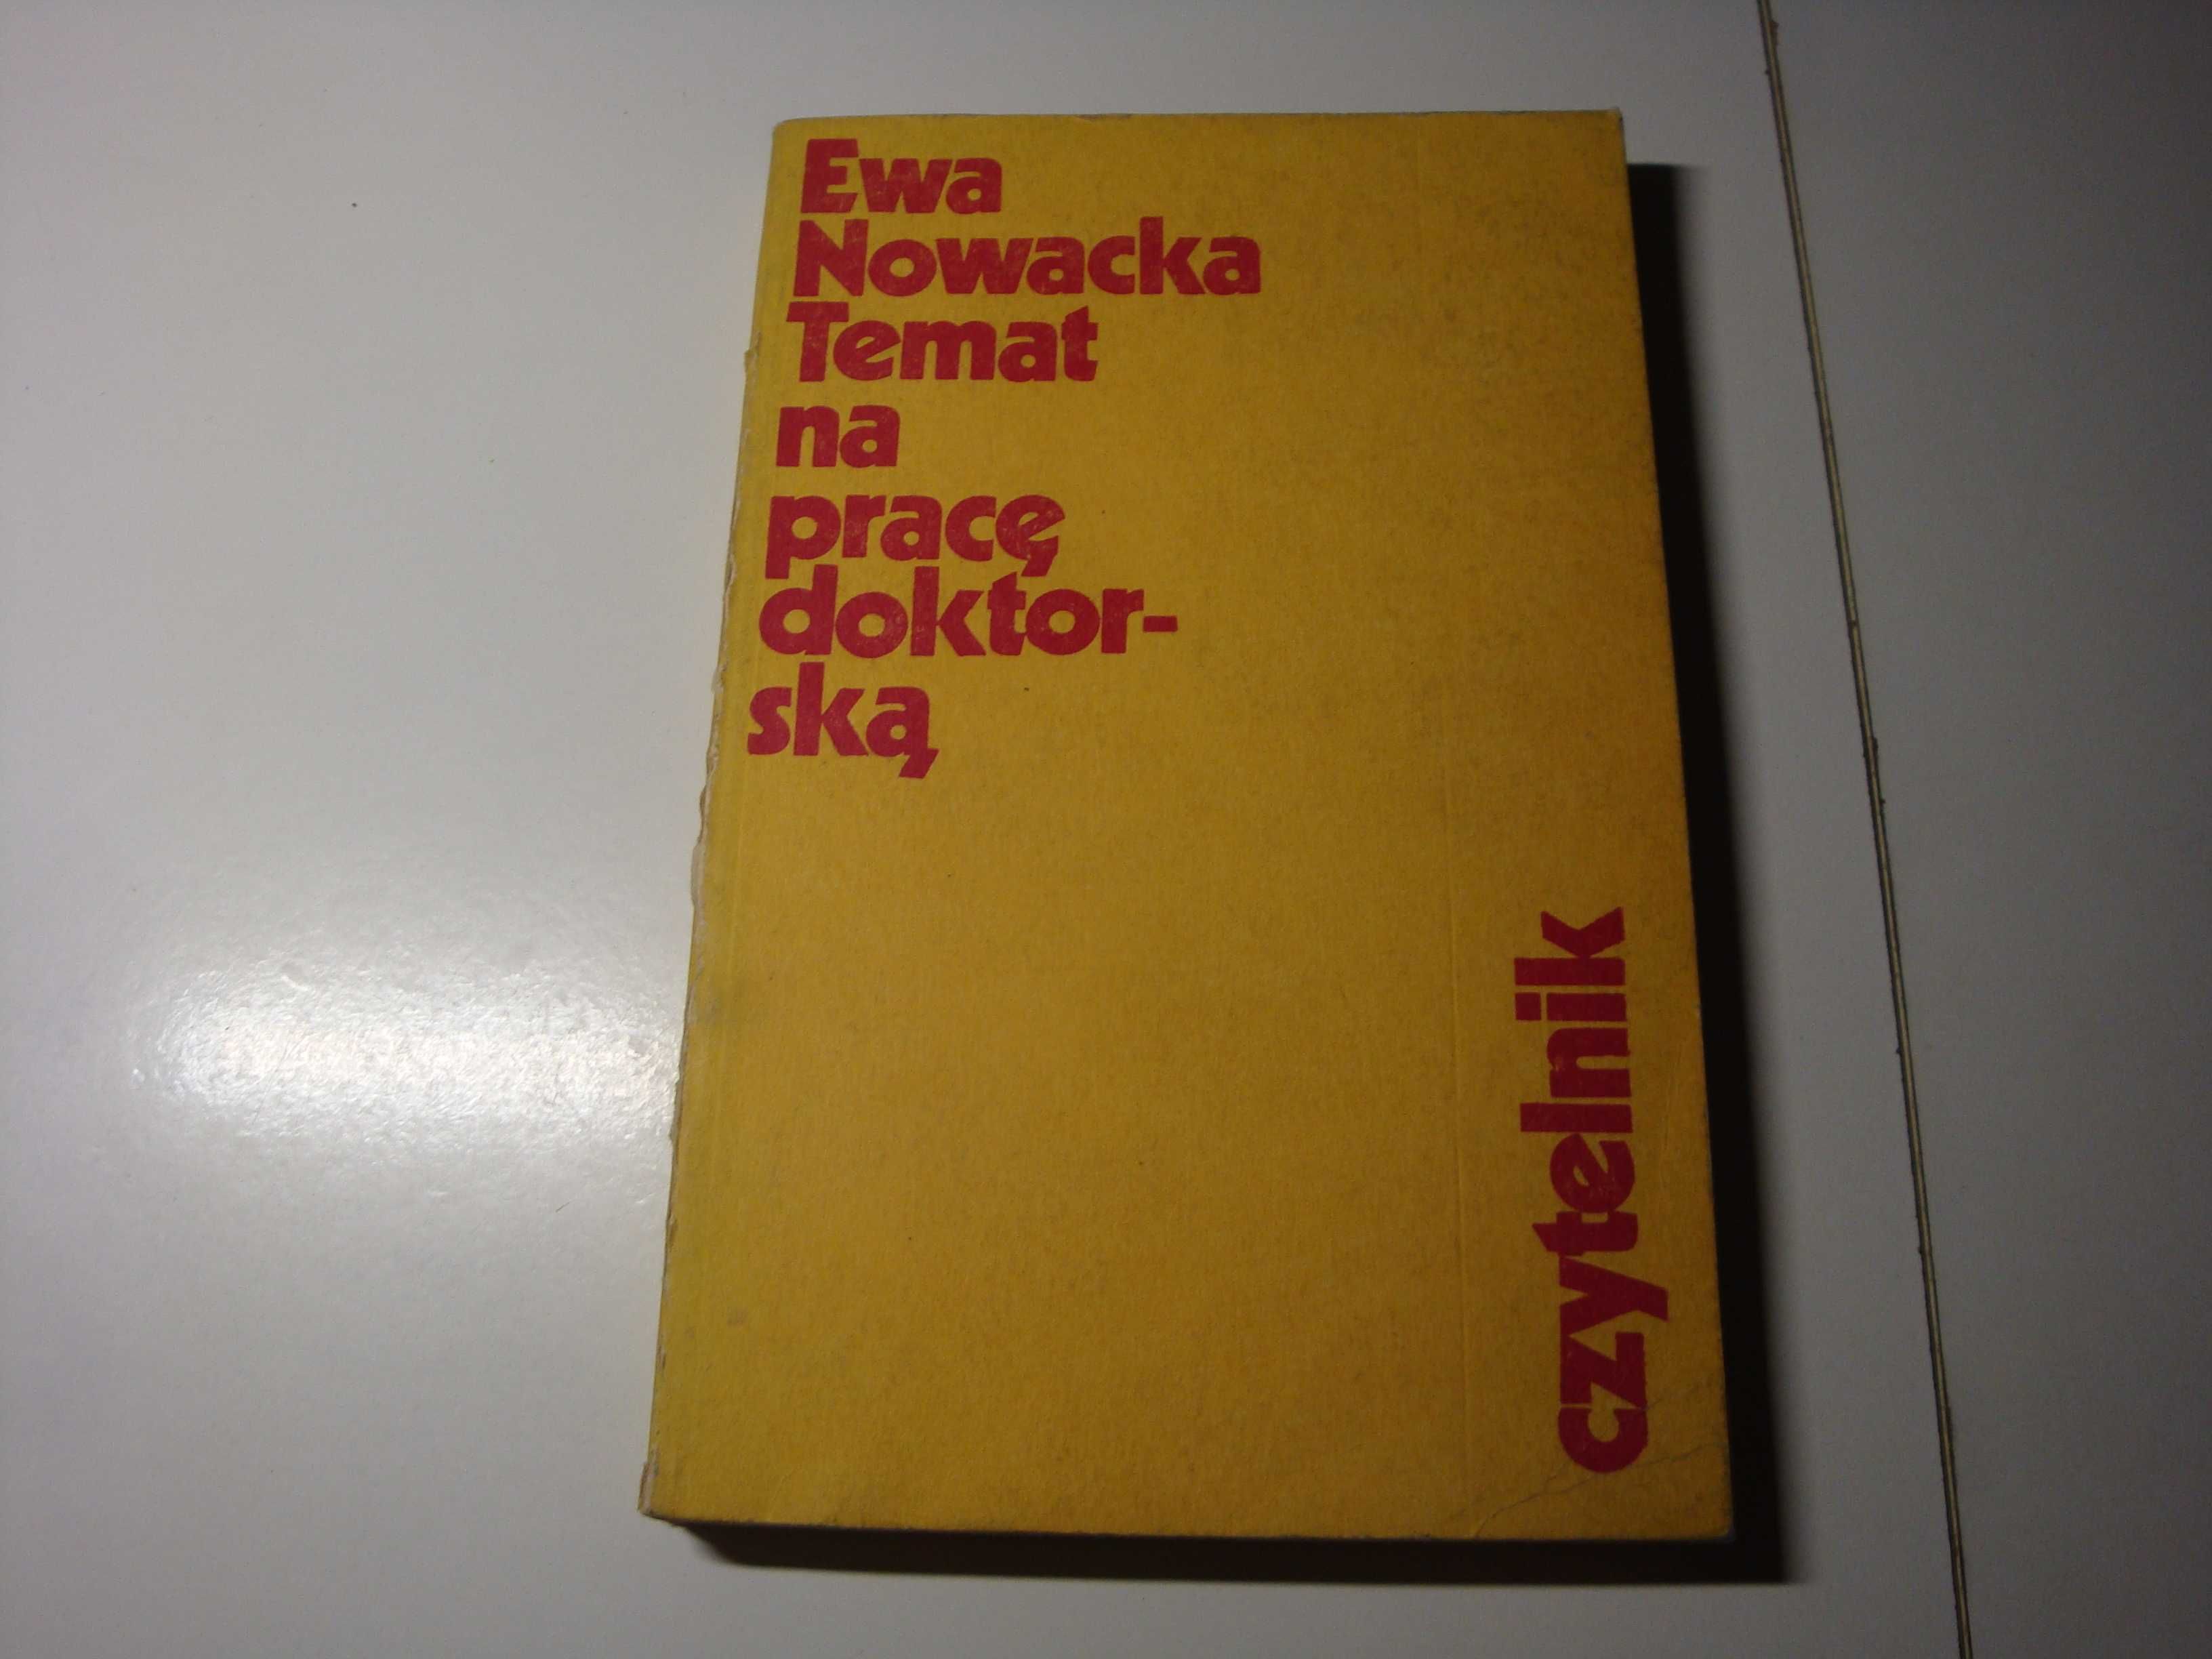 Ewa
Nowacka
Temat
na
pracę
doktor-
ską
czytelnik